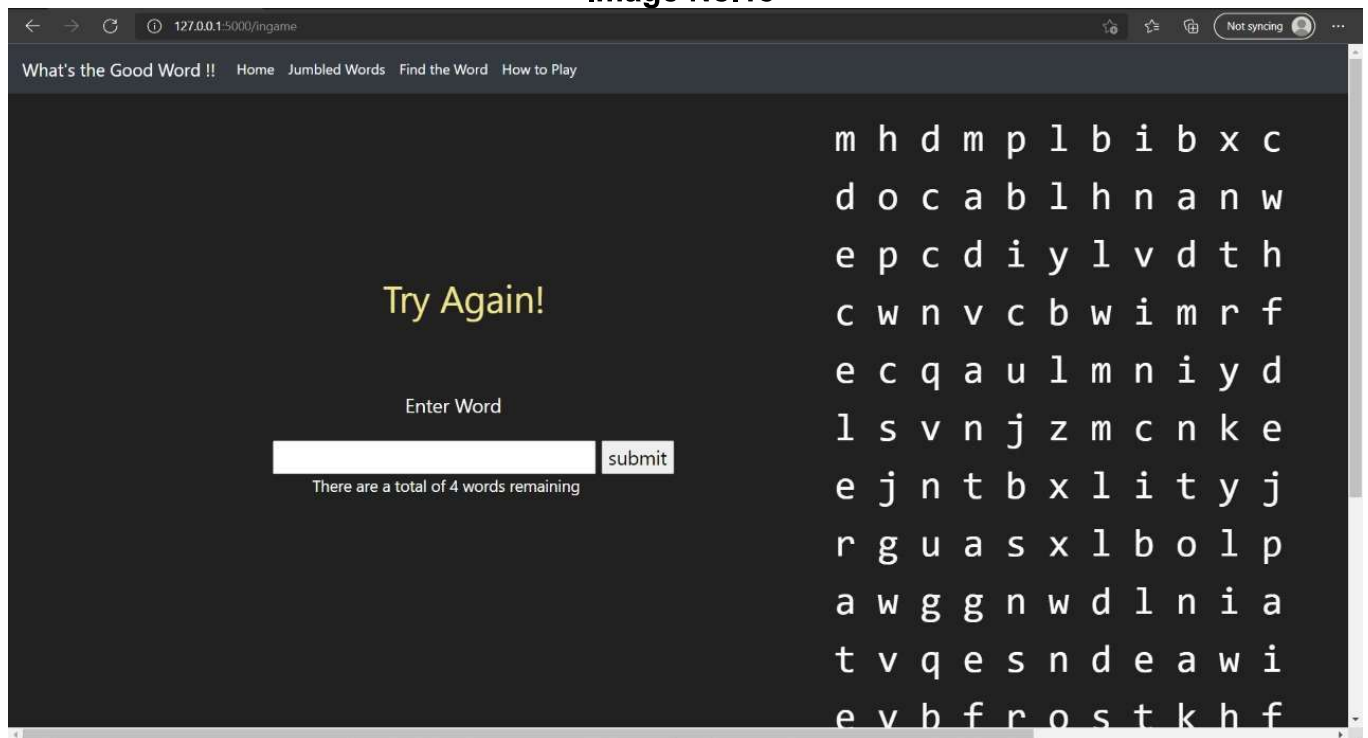 127.0.0.1:5000/ingame Not syncing
What's the Good Word !! Home Jumbled Words Find the Word How to Play
m h d m p l b i b x c
d o c a b l h n a n w
e p c d i y l v d t h
Try Again!
c w n v c b w i m r f
e c q a u l m n i y d
Enter Word
l s v n j z m c n k e
submit
There are a total of 4 words remaining
e j n t b x l i t y j
r g u a s x l b o l p
a w g g n w d l n i a
t v q e s n d e a w i
e v b f r o s t k h f